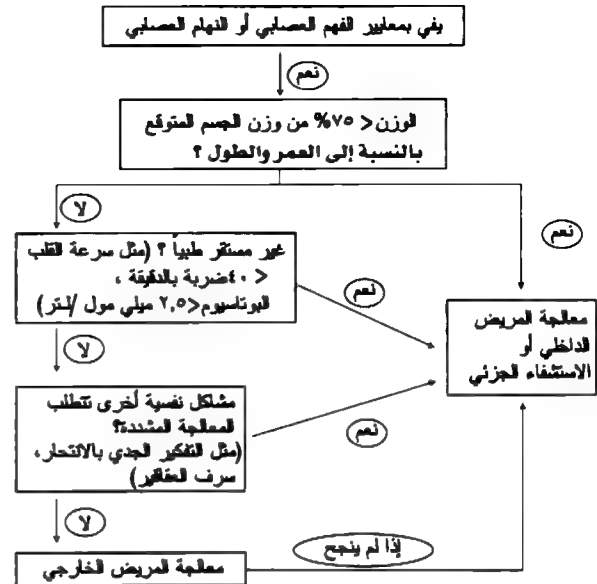 يفي بمعايير الفهم العصابي أو النهام العصابي
نعم
الوزن < ٧٥% من وزن الجسم المتوقع
بالنسبة إلى العمر والطول ؟
لا
نعم
غير مستقر طبياً ؟ (مثل سرعة القلب
< ٤٠ضربة بالدقيقة ،
البوتاسيوم< ٢,٥ ميلي مول /لتر)
نعم
معالجة المريض
الداخلي أو
الاستشفاء الجزئي
لا
مشاكل نفسية أخرى تتطلب
المعالجة المشددة؟
(مثل التفكير الجدي بالانتحار،
سرف العقاقير)
نعم
لا
إذا لم ينجح
معالجة المريض الخارجي